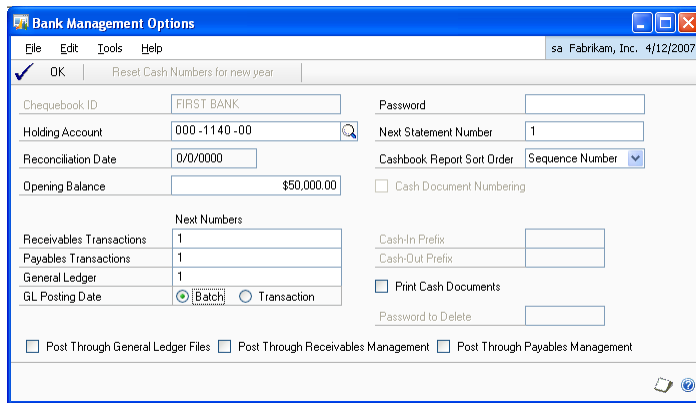 Bank Management Options
File Edit Tools Help sa Fabrikam, Inc. 4/12/2007
OK Reset Cash Numbers for new year
Chequebook ID FIRST BANK Password
Holding Account 000 -1140 -00 Next Statement Number 1
Reconciliation Date 0/0/0000 Cashbook Report Sort Order Sequence Number
Opening Balance $50,000.00 Cash Document Numbering
Next Numbers
Receivables Transactions 1 Cash-In Prefix
Payables Transactions 1 Cash-Out Prefix
General Ledger 1 Print Cash Documents
GL Posting Date Batch Transaction
Password to Delete
Post Through General Ledger Files Post Through Receivables Management Post Through Payables Management